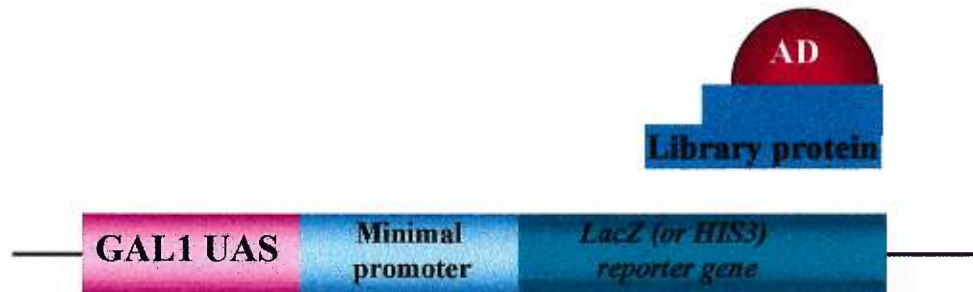 AD
Library protein
GAL1 UAS
Minimal
promoter
LacZ (or HIS3)
reporter gene